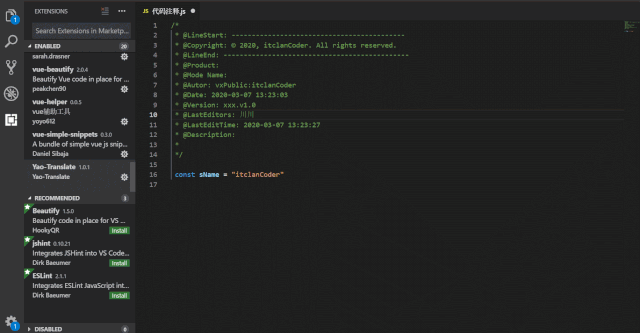 EXTENSIONS
Search Extensions in Marketp...
ENABLED 20
sarah.drasner
vue-beautify 2.0.4
Beautify Vue code in place for ...
peakchen90
vue-helper 0.0.5
vue辅助工具
yoyo612
vue-simple-snippets 0.3.0
A bundle of simple vue js snip...
Daniel Sibaja
Yao-Translate 1.0.1
Yao-Translate
RECOMMENDED 3
Beautify 1.5.0
Beautify code in place for VS ...
HookyQR Install
jshint 0.10.21
Integrates JSHint into VS Code...
Dirk Baeumer Install
ESLint 2.1.1
Integrates ESLint JavaScript int...
Dirk Baeumer Install
DISABLED 8
JS 代码注释.js
1 /*
2 * @LineStart: -----------------------------------------
3 * @Copyright: © 2020, itclanCoder. All rights reserved.
4 * @LineEnd: -------------------------------------------
5 * @Product:
6 * @Mode Name:
7 * @Autor: vxPublic:itclanCoder
8 * @Date: 2020-03-07 13:23:03
9 * @Version: xxx.v1.0
10 * @LastEditors: 川川
11 * @LastEditTime: 2020-03-07 13:23:27
12 * @Description:
13 *
14 */
15
16 const sName = "itclanCoder"
17